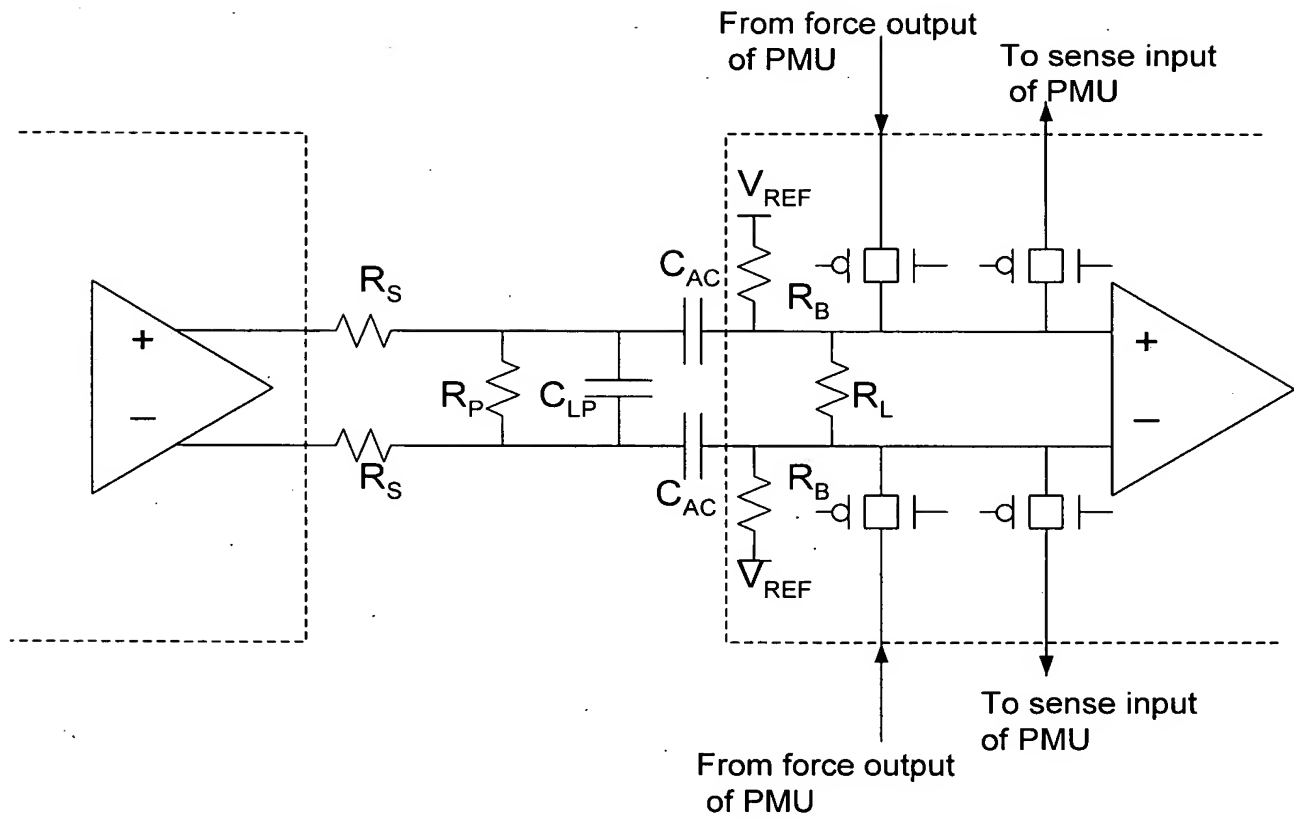 From force output
of PMU
To sense input
of PMU
V_REF
R_S
C_AC
R_B
+
+
R_P
C_LP
R_L
−
−
R_S
C_AC
R_B
V_REF
To sense input
of PMU
From force output
of PMU